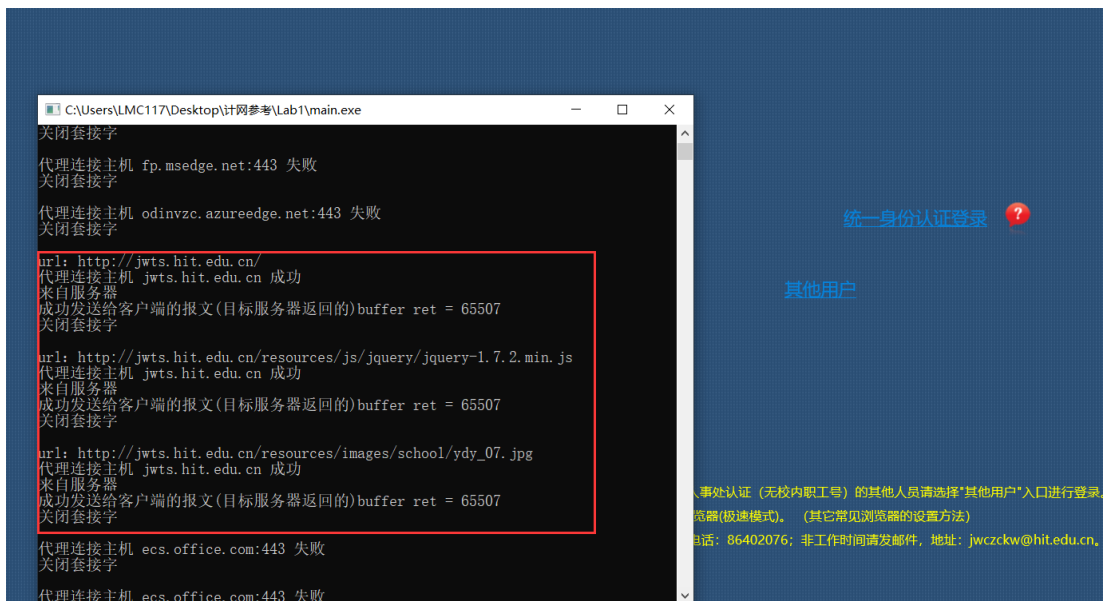 C:\Users\LMC117\Desktop\计网参考\Lab1\main.exe
关闭套接字
代理连接主机 fp.msedge.net:443 失败
关闭套接字
代理连接主机 odinvzc.azureedge.net:443 失败
关闭套接字
url: http://jwts.hit.edu.cn/
代理连接主机 jwts.hit.edu.cn 成功
来自服务器
成功发送给客户端的报文(目标服务器返回的)buffer ret = 65507
关闭套接字
url: http://jwts.hit.edu.cn/resources/js/jquery/jquery-1.7.2.min.js
代理连接主机 jwts.hit.edu.cn 成功
来自服务器
成功发送给客户端的报文(目标服务器返回的)buffer ret = 65507
关闭套接字
url: http://jwts.hit.edu.cn/resources/images/school/ydy_07.jpg
代理连接主机 jwts.hit.edu.cn 成功
来自服务器
成功发送给客户端的报文(目标服务器返回的)buffer ret = 65507
关闭套接字
代理连接主机 ecs.office.com:443 失败
关闭套接字
代理连接主机 ecs.office.com:443 失败
统一身份认证登录 ?
其他用户
事处认证（无校内职工号）的其他人员请选择"其他用户"入口进行登录。
览器(极速模式)。 （其它常见浏览器的设置方法）
电话：86402076；非工作时间请发邮件，地址：jwczckw@hit.edu.cn。